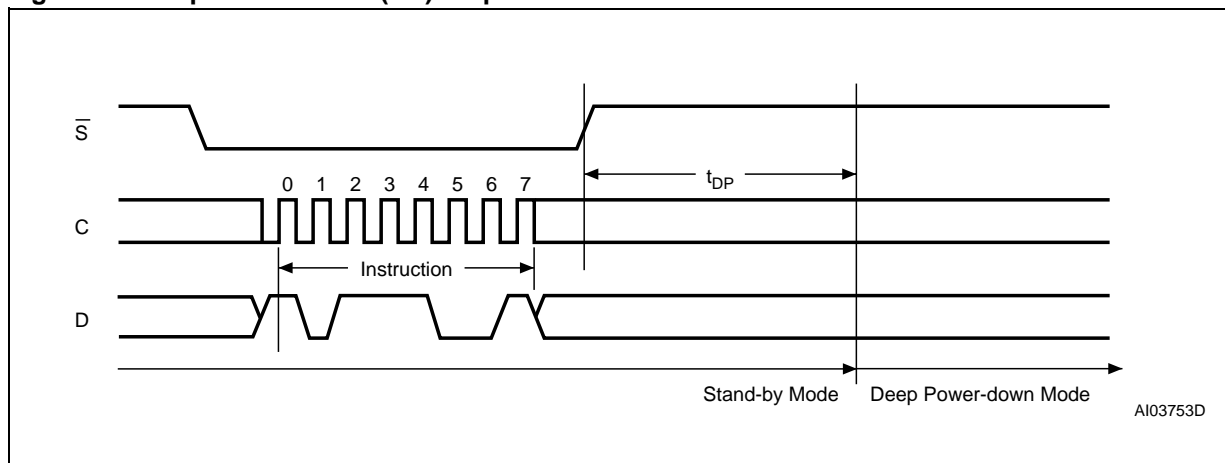 S
tDP
0 1 2 3 4 5 6 7
C
Instruction
D
Stand-by Mode Deep Power-down Mode
AI03753D